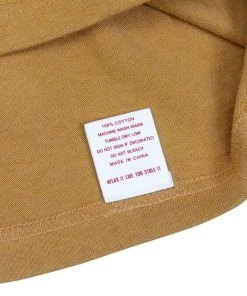 100% COTTON
MACHINE WASH WARM
TUMBLE DRY LOW
DO NOT IRON IF DECORATED
DO NOT BLEACH
MADE IN CHINA
WEAR IT LIKE YOU STOLE IT